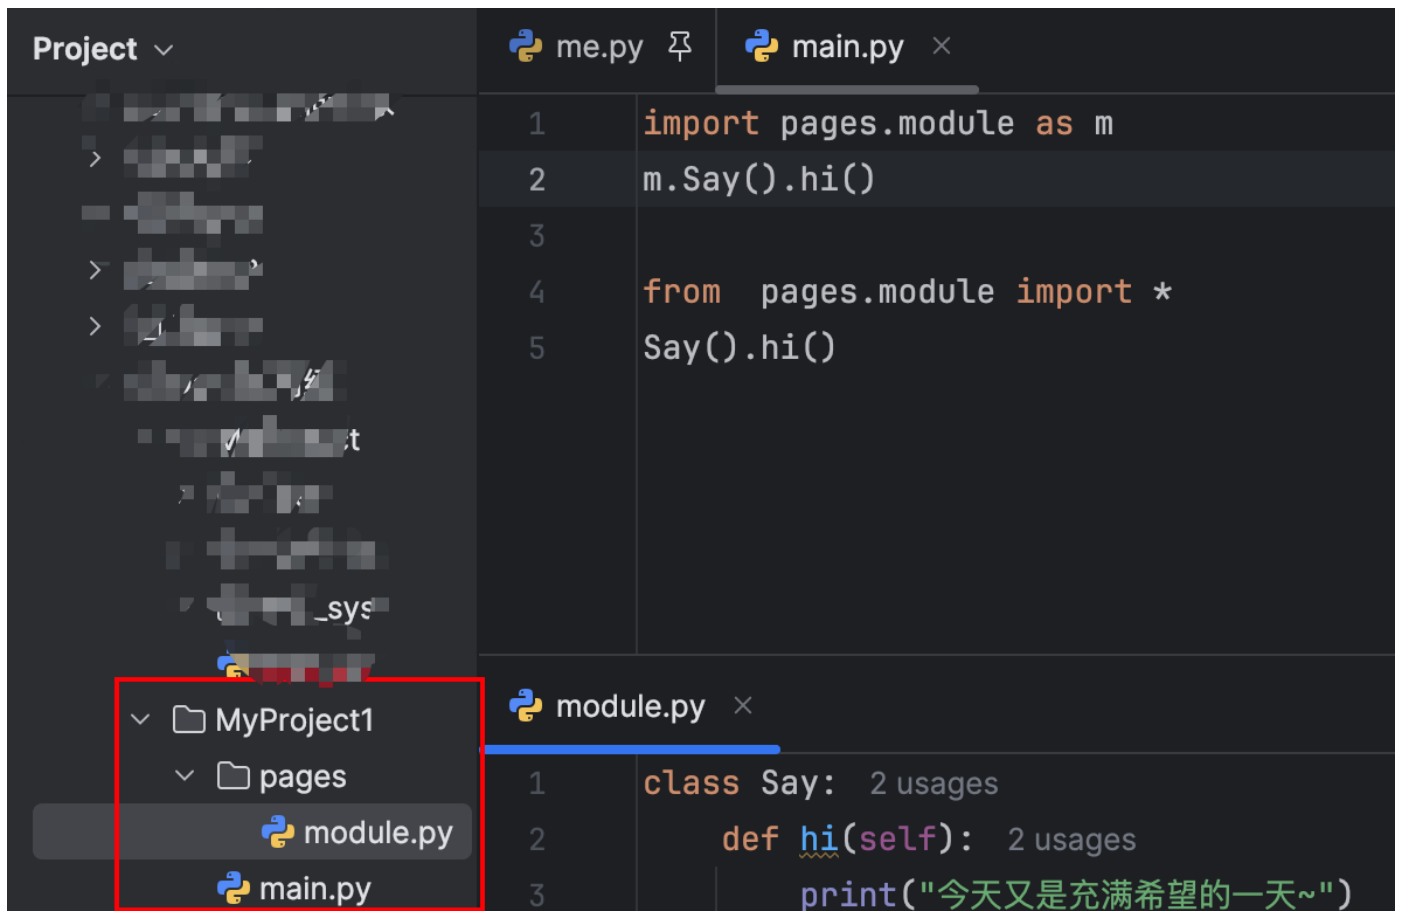 Project
me.py
main.py
1 import pages.module as m
2 m.Say().hi()
3
4 from  pages.module import *
5 Say().hi()
_sys
MyProject1
pages
module.py
main.py
module.py
1 class Say: 2 usages
2 def hi(self): 2 usages
3 print("今天又是充满希望的一天~")